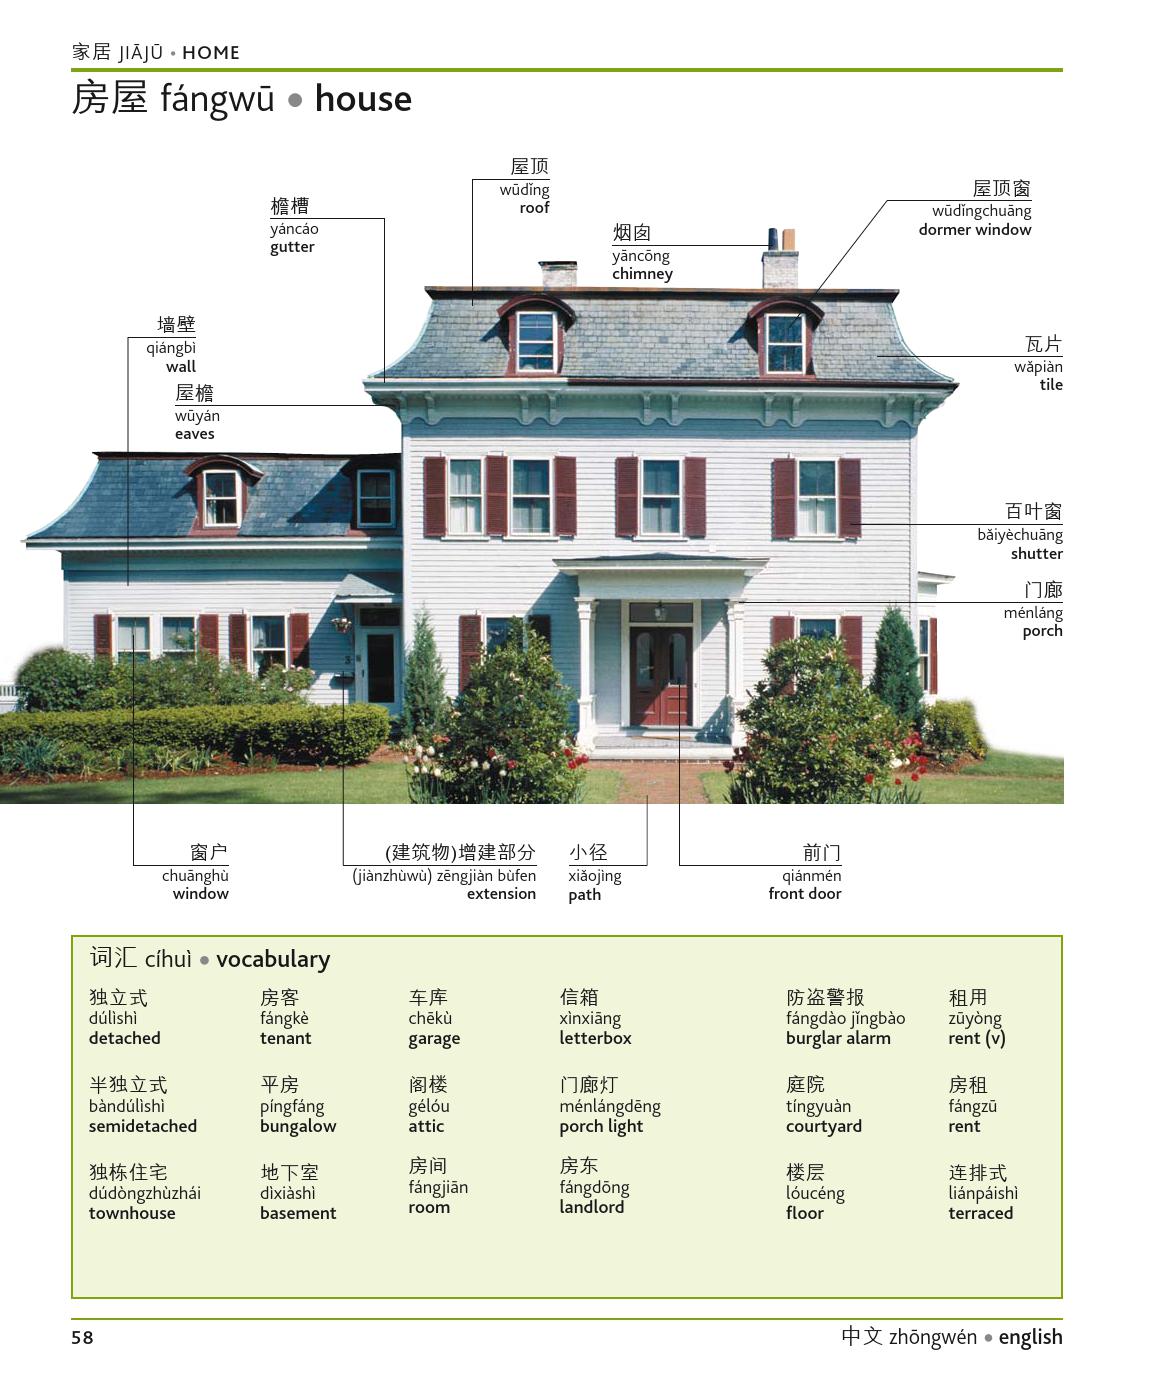 家居 JIĀJŪ • HOME
房屋 fángwū • house
屋顶
wūdǐng
roof
屋顶窗
wūdǐngchuāng
dormer window
檐槽
yáncáo
gutter
烟囱
yāncōng
chimney
墙壁
qiángbì
wall
瓦片
wǎpiàn
tile
屋檐
wūyán
eaves
百叶窗
bǎiyèchuāng
shutter
门廊
ménláng
porch
窗户
chuānghù
window
(建筑物)增建部分
(jiànzhùwù) zēngjiàn bùfen
extension
小径
xiǎojìng
path
前门
qiánmén
front door
词汇 cíhuì • vocabulary
独立式
dúlìshì
detached
半独立式
bàndúlìshì
semidetached
独栋住宅
dúdòngzhùzhái
townhouse
房客
fángkè
tenant
平房
píngfáng
bungalow
地下室
dìxiàshì
basement
车库
chēkù
garage
阁楼
gélóu
attic
房间
fángjiān
room
信箱
xìnxiāng
letterbox
门廊灯
ménlángdēng
porch light
房东
fángdōng
landlord
防盗警报
fángdào jǐngbào
burglar alarm
庭院
tíngyuàn
courtyard
楼层
lóucéng
floor
租用
zūyòng
rent (v)
房租
fángzū
rent
连排式
liánpáishì
terraced
58
中文 zhōngwén • english